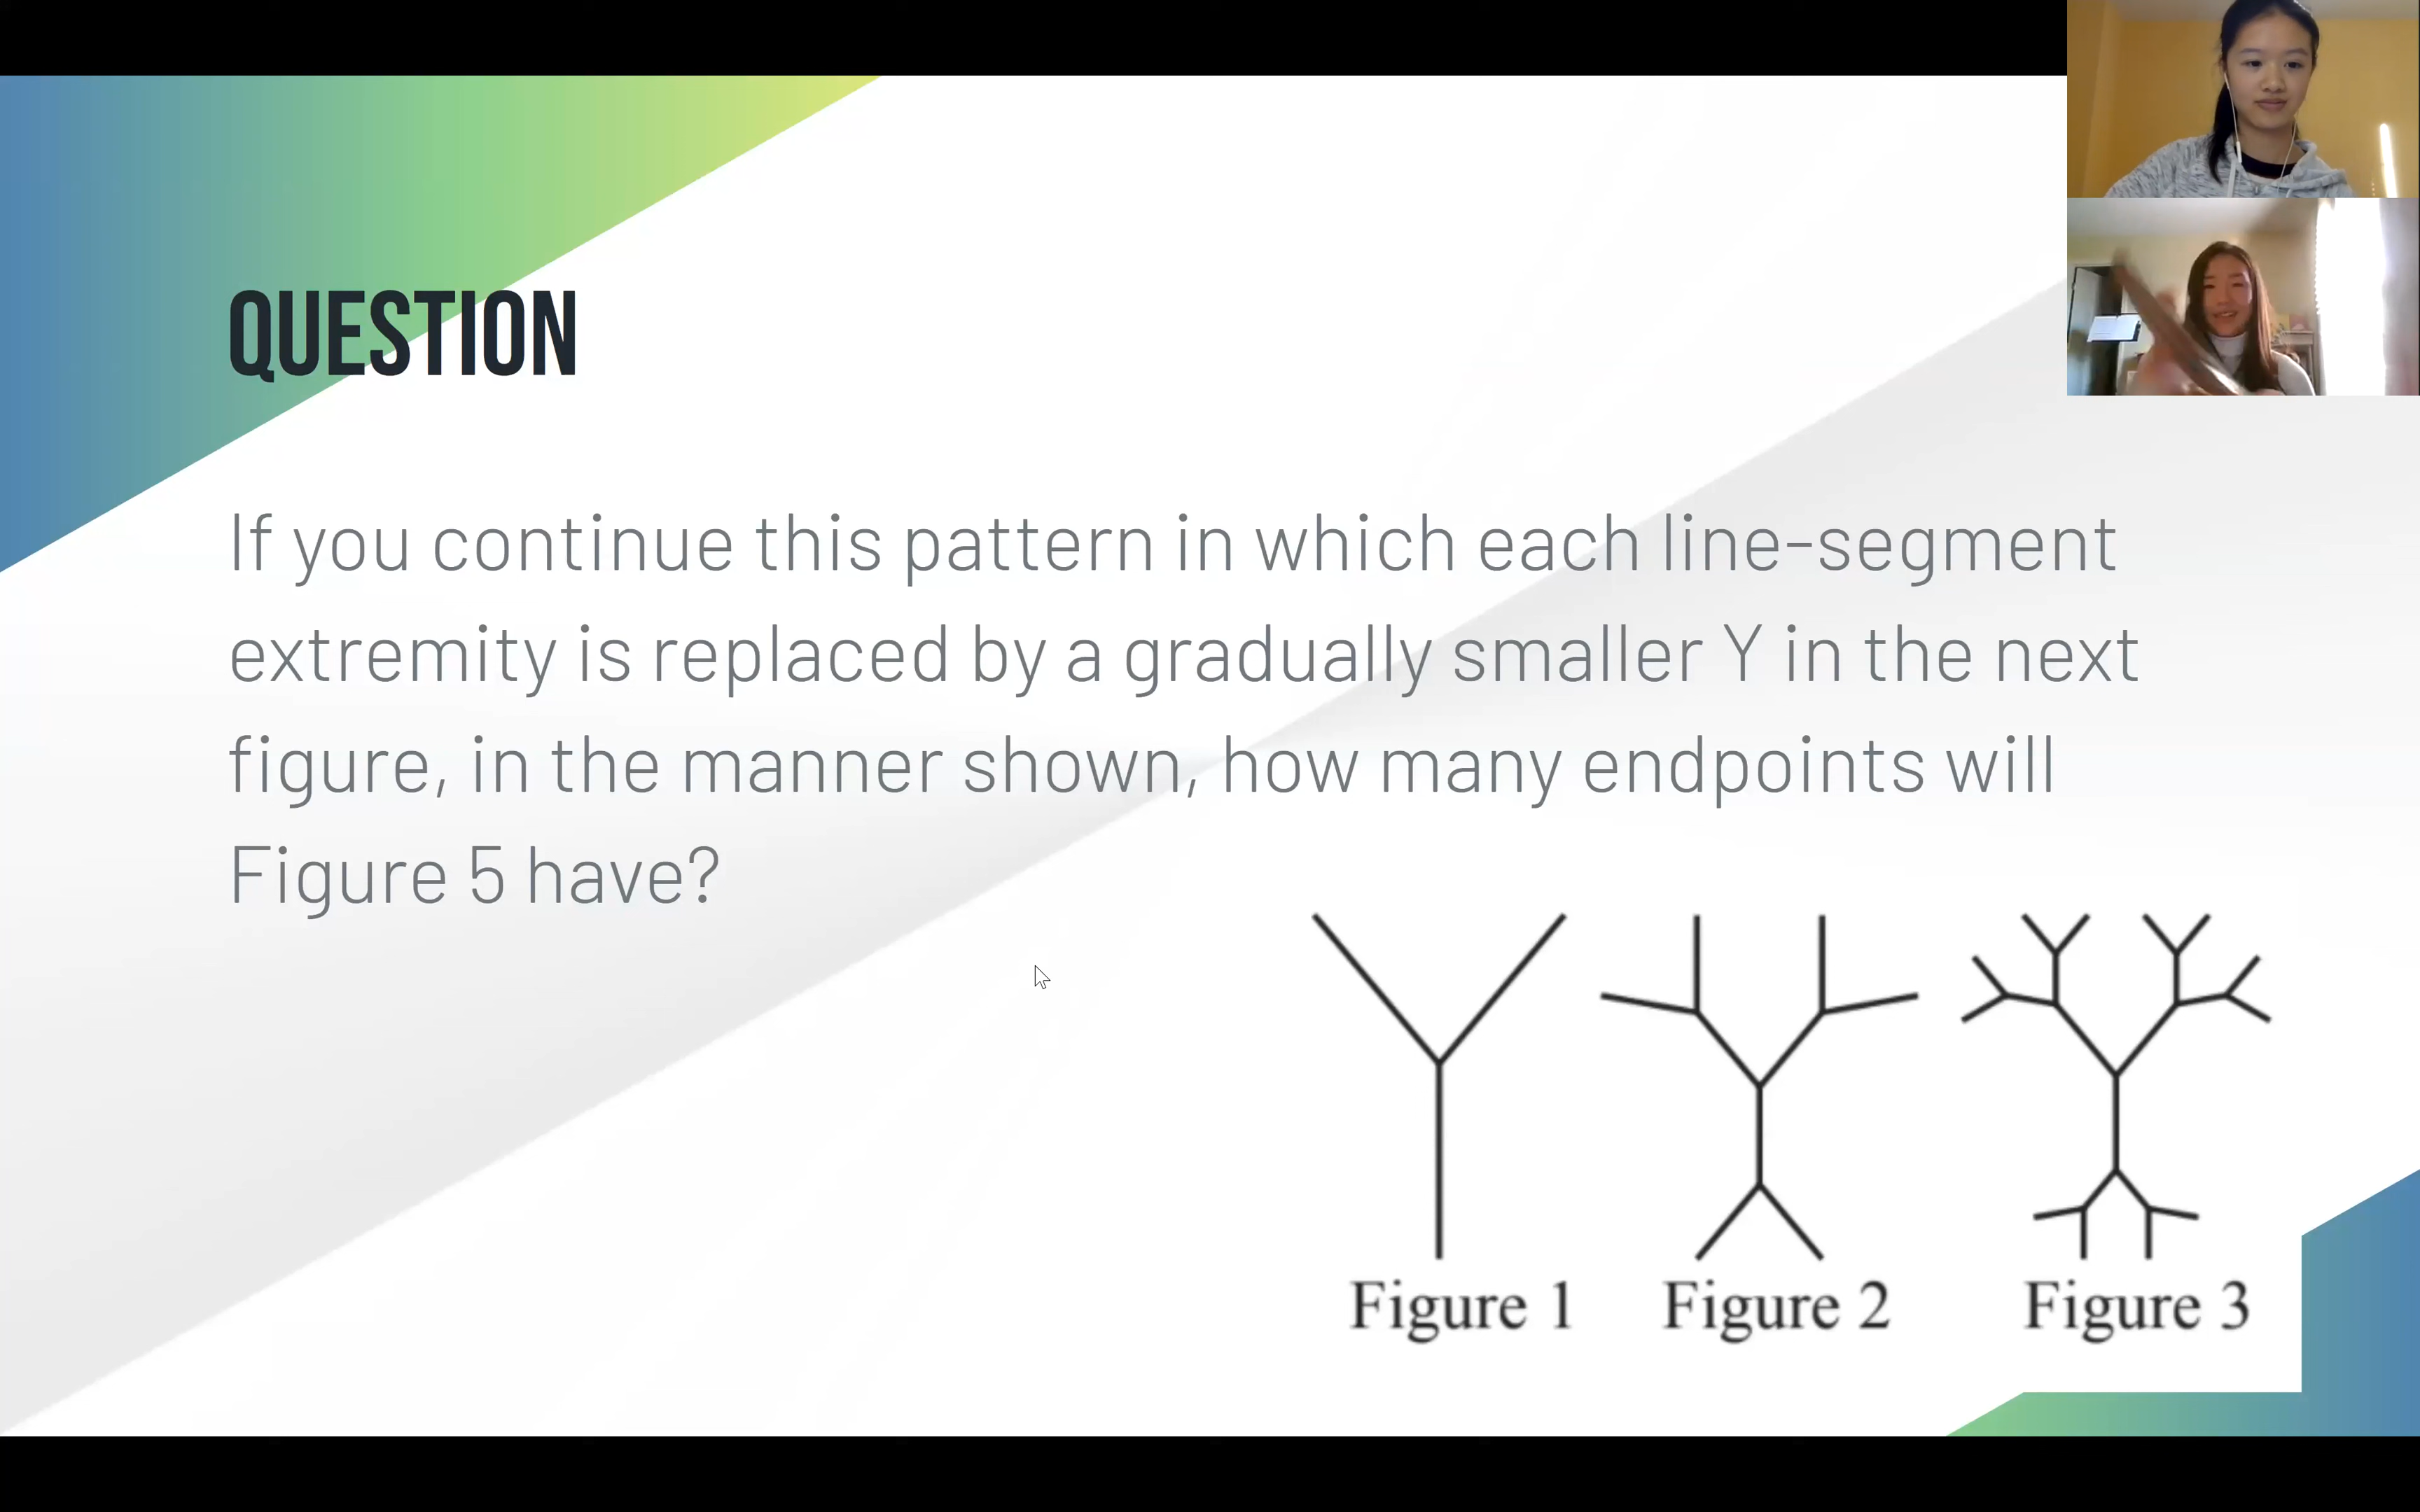 QUESTION
If you continue this pattern in which each line-segment
extremity is replaced by a gradually smaller Y in the next
figure, in the manner shown, how many endpoints will
Figure 5 have?
Figure 1 Figure 2 Figure 3